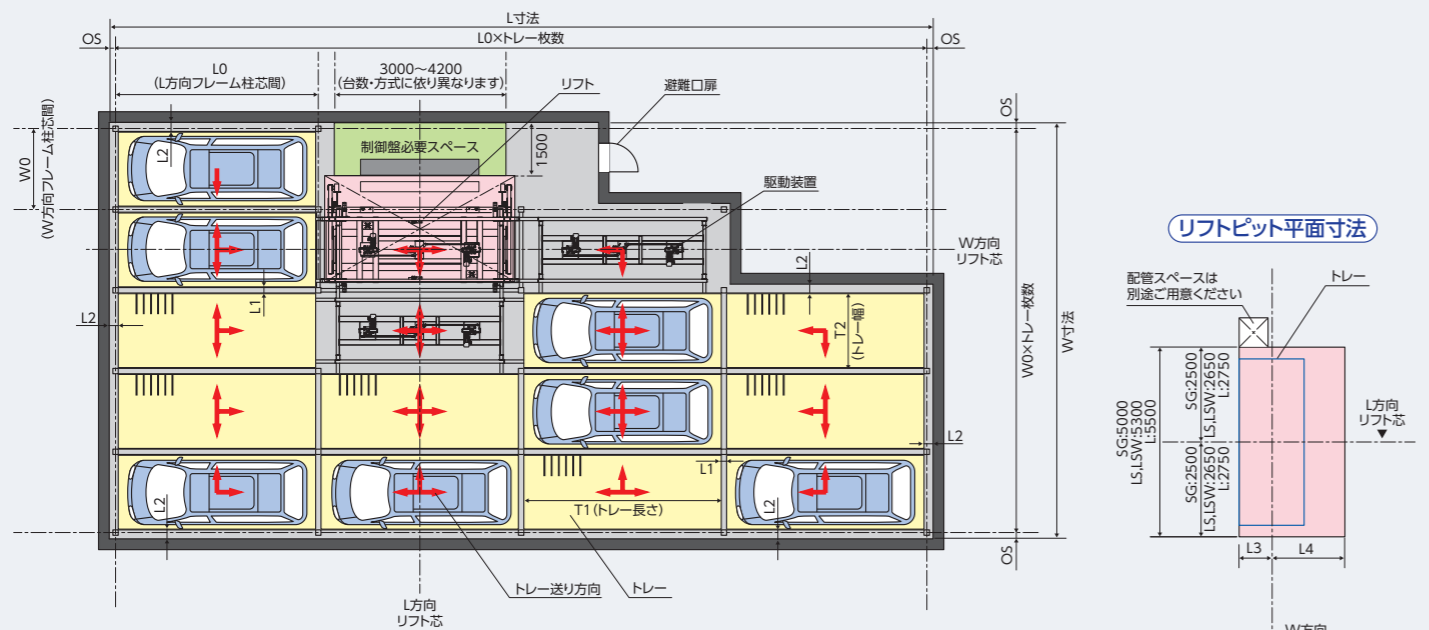 L寸法
OS
L0×トレー枚数
OS
L0
(L方向フレーム柱芯間)
3000～4200
(台数・方式に依り異なります)
リフト
避難口扉
OS
W0
(W方向フレーム柱芯間)
L2
制御盤必要スペース
1500
駆動装置
W方向
リフト芯
L2
L1
L2
T2
(トレー幅)
W0×トレー枚数
W寸法
L2
L1
L2
T1(トレー長さ)
L2
OS
トレー送り方向
トレー
L方向
リフト芯
リフトピット平面寸法
配管スペースは
別途ご用意ください
トレー
SG:5000
LS,LSW:5300
L:5500
SG:2500
LS,LSW:2650
L:2750
SG:2500
LS,LSW:2650
L:2750
L方向
リフト芯
L3
L4
W方向